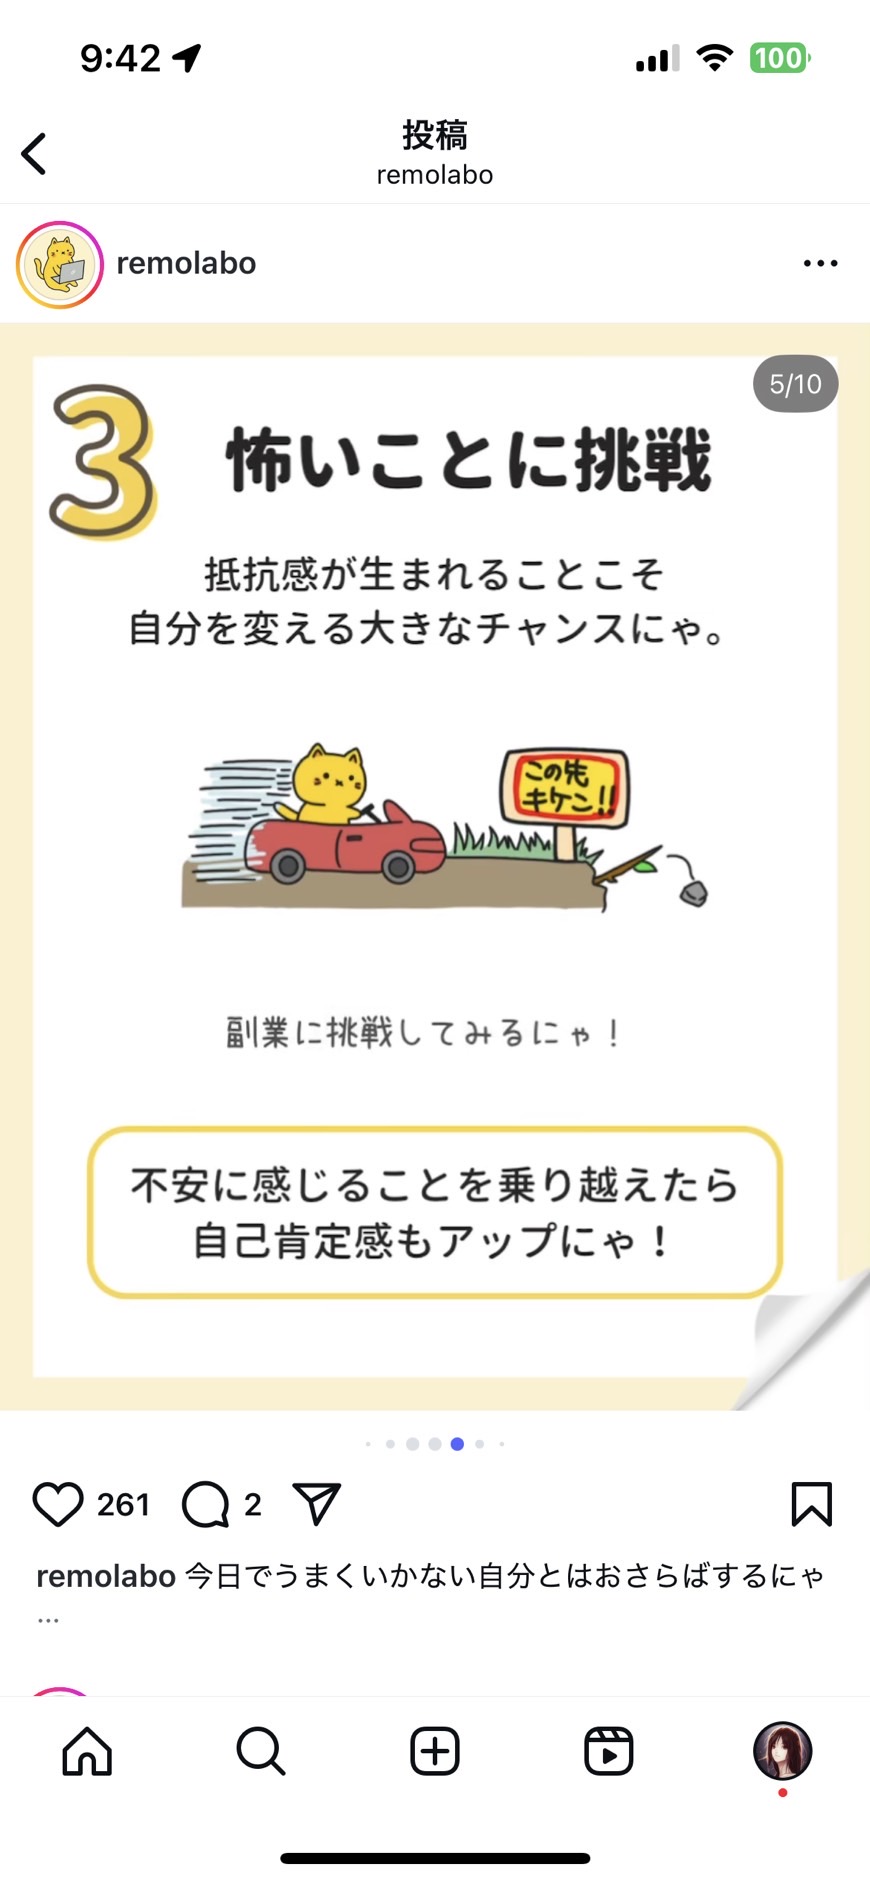 9:42
100
投稿
remolabo
remolabo
5/10
3
怖いことに挑戦
抵抗感が生まれることこそ
自分を変える大きなチャンスにゃ。
この先
キケン!!
副業に挑戦してみるにゃ！
不安に感じることを乗り越えたら
自己肯定感もアップにゃ！
261
2
remolabo 今日でうまくいかない自分とはおさらばするにゃ
...